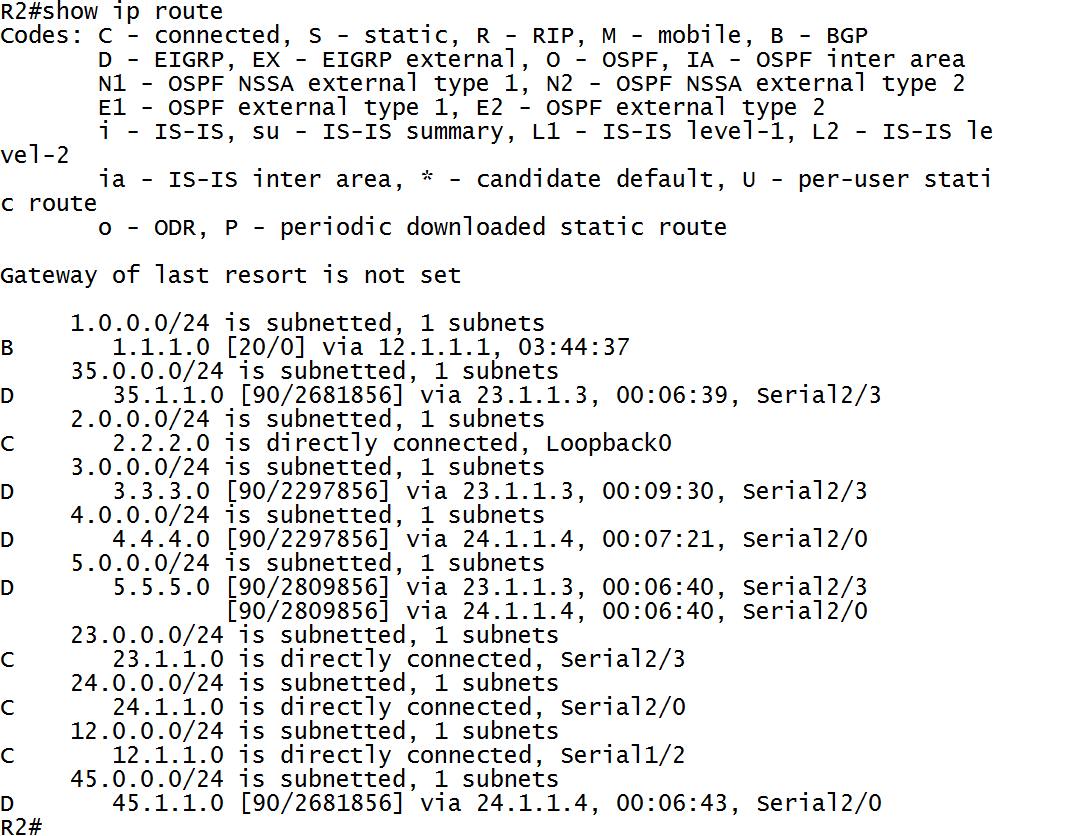 R2#show ip route
Codes: C - connected, S - static, R - RIP, M - mobile, B - BGP
       D - EIGRP, EX - EIGRP external, O - OSPF, IA - OSPF inter area
       N1 - OSPF NSSA external type 1, N2 - OSPF NSSA external type 2
       E1 - OSPF external type 1, E2 - OSPF external type 2
       i - IS-IS, su - IS-IS summary, L1 - IS-IS level-1, L2 - IS-IS le
vel-2
       ia - IS-IS inter area, * - candidate default, U - per-user stati
c route
       o - ODR, P - periodic downloaded static route

Gateway of last resort is not set

     1.0.0.0/24 is subnetted, 1 subnets
B       1.1.1.0 [20/0] via 12.1.1.1, 03:44:37
     35.0.0.0/24 is subnetted, 1 subnets
D       35.1.1.0 [90/2681856] via 23.1.1.3, 00:06:39, Serial2/3
     2.0.0.0/24 is subnetted, 1 subnets
C       2.2.2.0 is directly connected, Loopback0
     3.0.0.0/24 is subnetted, 1 subnets
D       3.3.3.0 [90/2297856] via 23.1.1.3, 00:09:30, Serial2/3
     4.0.0.0/24 is subnetted, 1 subnets
D       4.4.4.0 [90/2297856] via 24.1.1.4, 00:07:21, Serial2/0
     5.0.0.0/24 is subnetted, 1 subnets
D       5.5.5.0 [90/2809856] via 23.1.1.3, 00:06:40, Serial2/3
                [90/2809856] via 24.1.1.4, 00:06:40, Serial2/0
     23.0.0.0/24 is subnetted, 1 subnets
C       23.1.1.0 is directly connected, Serial2/3
     24.0.0.0/24 is subnetted, 1 subnets
C       24.1.1.0 is directly connected, Serial2/0
     12.0.0.0/24 is subnetted, 1 subnets
C       12.1.1.0 is directly connected, Serial1/2
     45.0.0.0/24 is subnetted, 1 subnets
D       45.1.1.0 [90/2681856] via 24.1.1.4, 00:06:43, Serial2/0
R2#